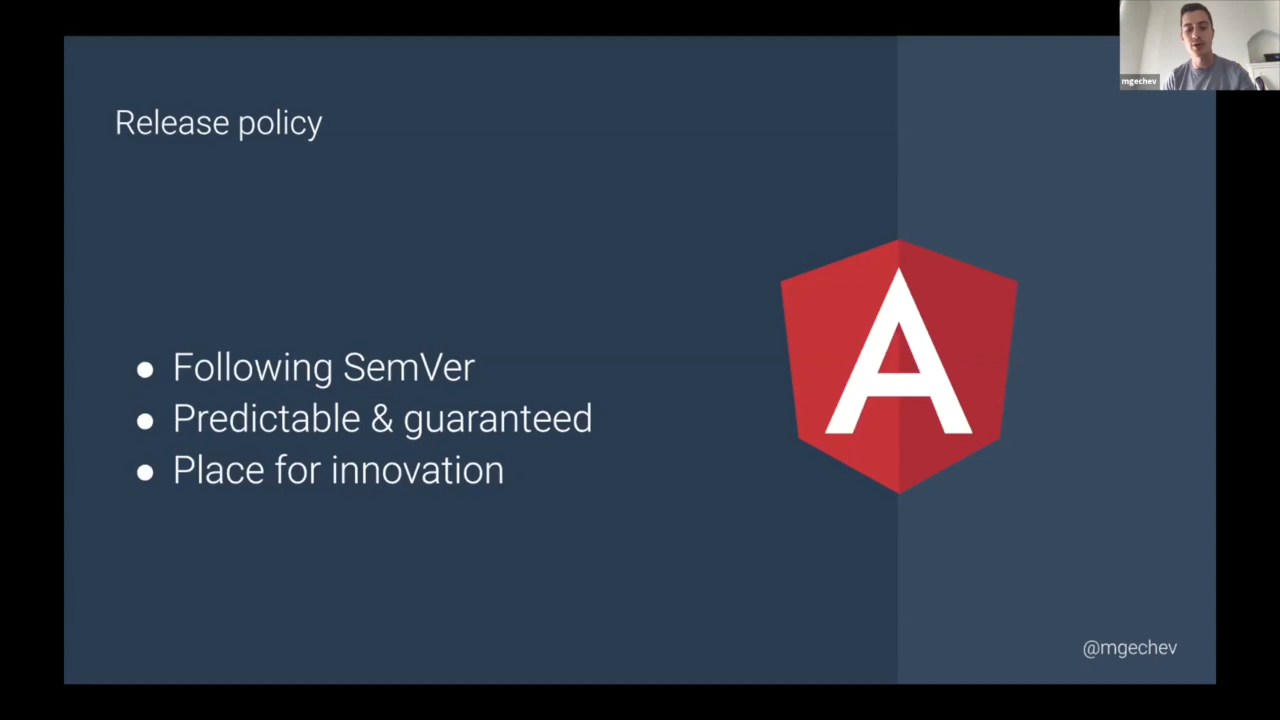 mgechev
Release policy
● Following SemVer
● Predictable & guaranteed
● Place for innovation
A
@mgechev